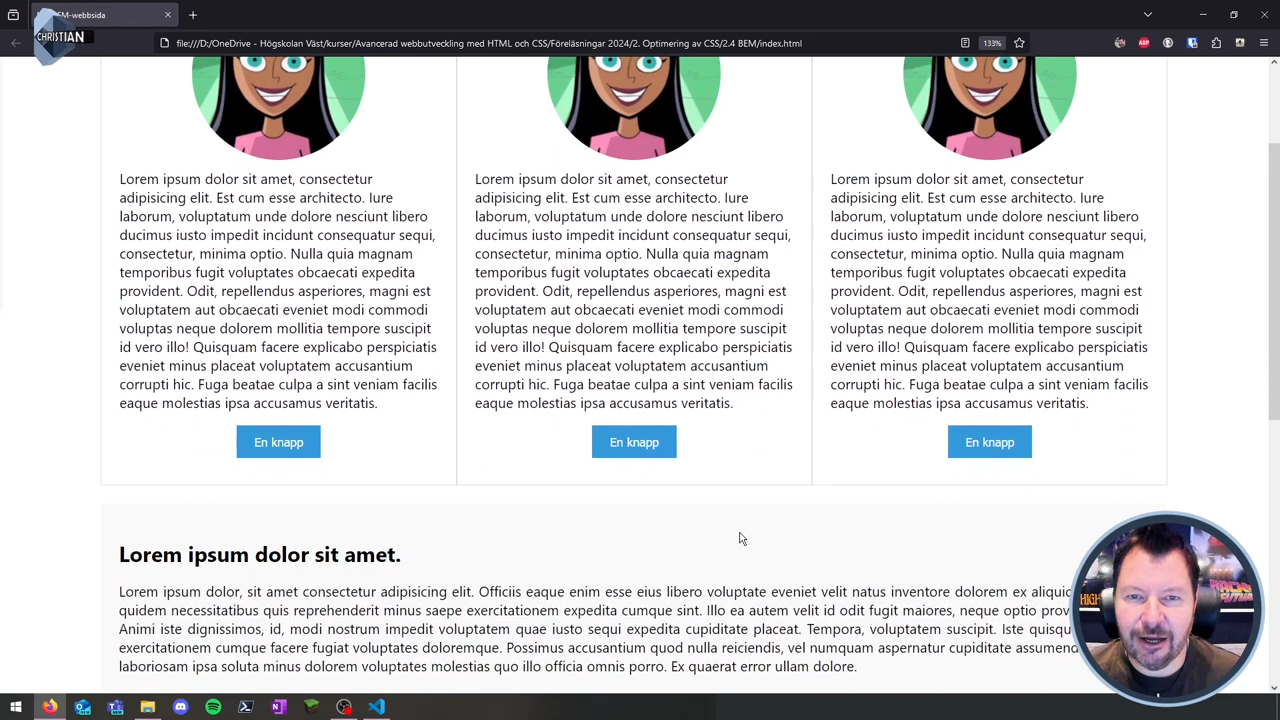 EM-webbsida
CHRISTIAN
file:///D:/OneDrive - Högskolan Väst/kurser/Avancerad webbutveckling med HTML och CSS/Föreläsningar 2024/2. Optimering av CSS/2.4 BEM/index.html
133%
ABP
Lorem ipsum dolor sit amet, consectetur
adipisicing elit. Est cum esse architecto. Iure
laborum, voluptatum unde dolore nesciunt libero
ducimus iusto impedit incidunt consequatur sequi,
consectetur, minima optio. Nulla quia magnam
temporibus fugit voluptates obcaecati expedita
provident. Odit, repellendus asperiores, magni est
voluptatem aut obcaecati eveniet modi commodi
voluptas neque dolorem mollitia tempore suscipit
id vero illo! Quisquam facere explicabo perspiciatis
eveniet minus placeat voluptatem accusantium
corrupti hic. Fuga beatae culpa a sint veniam facilis
eaque molestias ipsa accusamus veritatis.
En knapp
Lorem ipsum dolor sit amet, consectetur
adipisicing elit. Est cum esse architecto. Iure
laborum, voluptatum unde dolore nesciunt libero
ducimus iusto impedit incidunt consequatur sequi,
consectetur, minima optio. Nulla quia magnam
temporibus fugit voluptates obcaecati expedita
provident. Odit, repellendus asperiores, magni est
voluptatem aut obcaecati eveniet modi commodi
voluptas neque dolorem mollitia tempore suscipit
id vero illo! Quisquam facere explicabo perspiciatis
eveniet minus placeat voluptatem accusantium
corrupti hic. Fuga beatae culpa a sint veniam facilis
eaque molestias ipsa accusamus veritatis.
En knapp
Lorem ipsum dolor sit amet, consectetur
adipisicing elit. Est cum esse architecto. Iure
laborum, voluptatum unde dolore nesciunt libero
ducimus iusto impedit incidunt consequatur sequi,
consectetur, minima optio. Nulla quia magnam
temporibus fugit voluptates obcaecati expedita
provident. Odit, repellendus asperiores, magni est
voluptatem aut obcaecati eveniet modi commodi
voluptas neque dolorem mollitia tempore suscipit
id vero illo! Quisquam facere explicabo perspiciatis
eveniet minus placeat voluptatem accusantium
corrupti hic. Fuga beatae culpa a sint veniam facilis
eaque molestias ipsa accusamus veritatis.
En knapp
Lorem ipsum dolor sit amet.
Lorem ipsum dolor, sit amet consectetur adipisicing elit. Officiis eaque enim esse eius libero voluptate eveniet velit natus inventore dolorem ex
quidem necessitatibus quis reprehenderit minus saepe exercitationem expedita cumque sint. Illo ea autem velit id odit fugit maiores, neque optio
Animi iste dignissimos, id, modi nostrum impedit voluptatem quae iusto sequi expedita cupiditate placeat. Tempora, voluptatem suscipit. Iste
exercitationem cumque facere fugiat voluptates doloremque. Possimus accusantium quod nulla reiciendis, vel numquam aspernatur cupiditate
laboriosam ipsa soluta minus dolorem voluptates molestias quo illo officia omnis porro. Ex quaerat error ullam dolore.